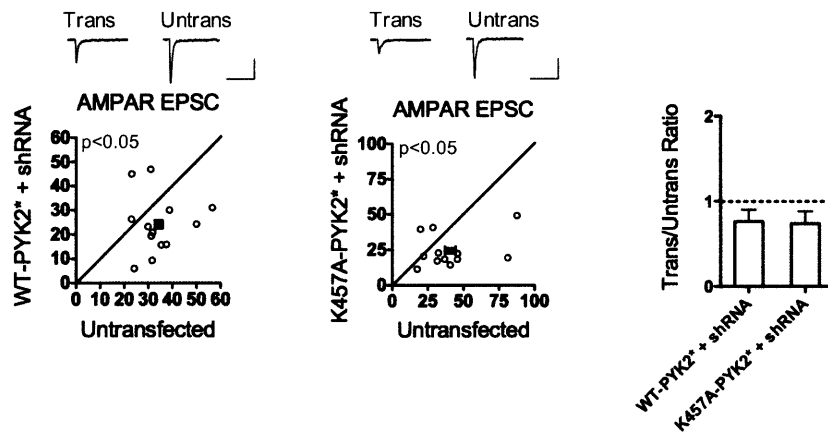 Trans Untrans
AMPAR EPSC
WT-PYK2* + shRNA
p<0.05
60
50
40
30
20
10
0
0 10 20 30 40 50 60
Untransfected
Trans Untrans
AMPAR EPSC
K457A-PYK2* + shRNA
p<0.05
100
75
50
25
0
0 25 50 75 100
Untransfected
Trans/Untrans Ratio
2
1
0
WT-PYK2* + shRNA
K457A-PYK2* + shRNA